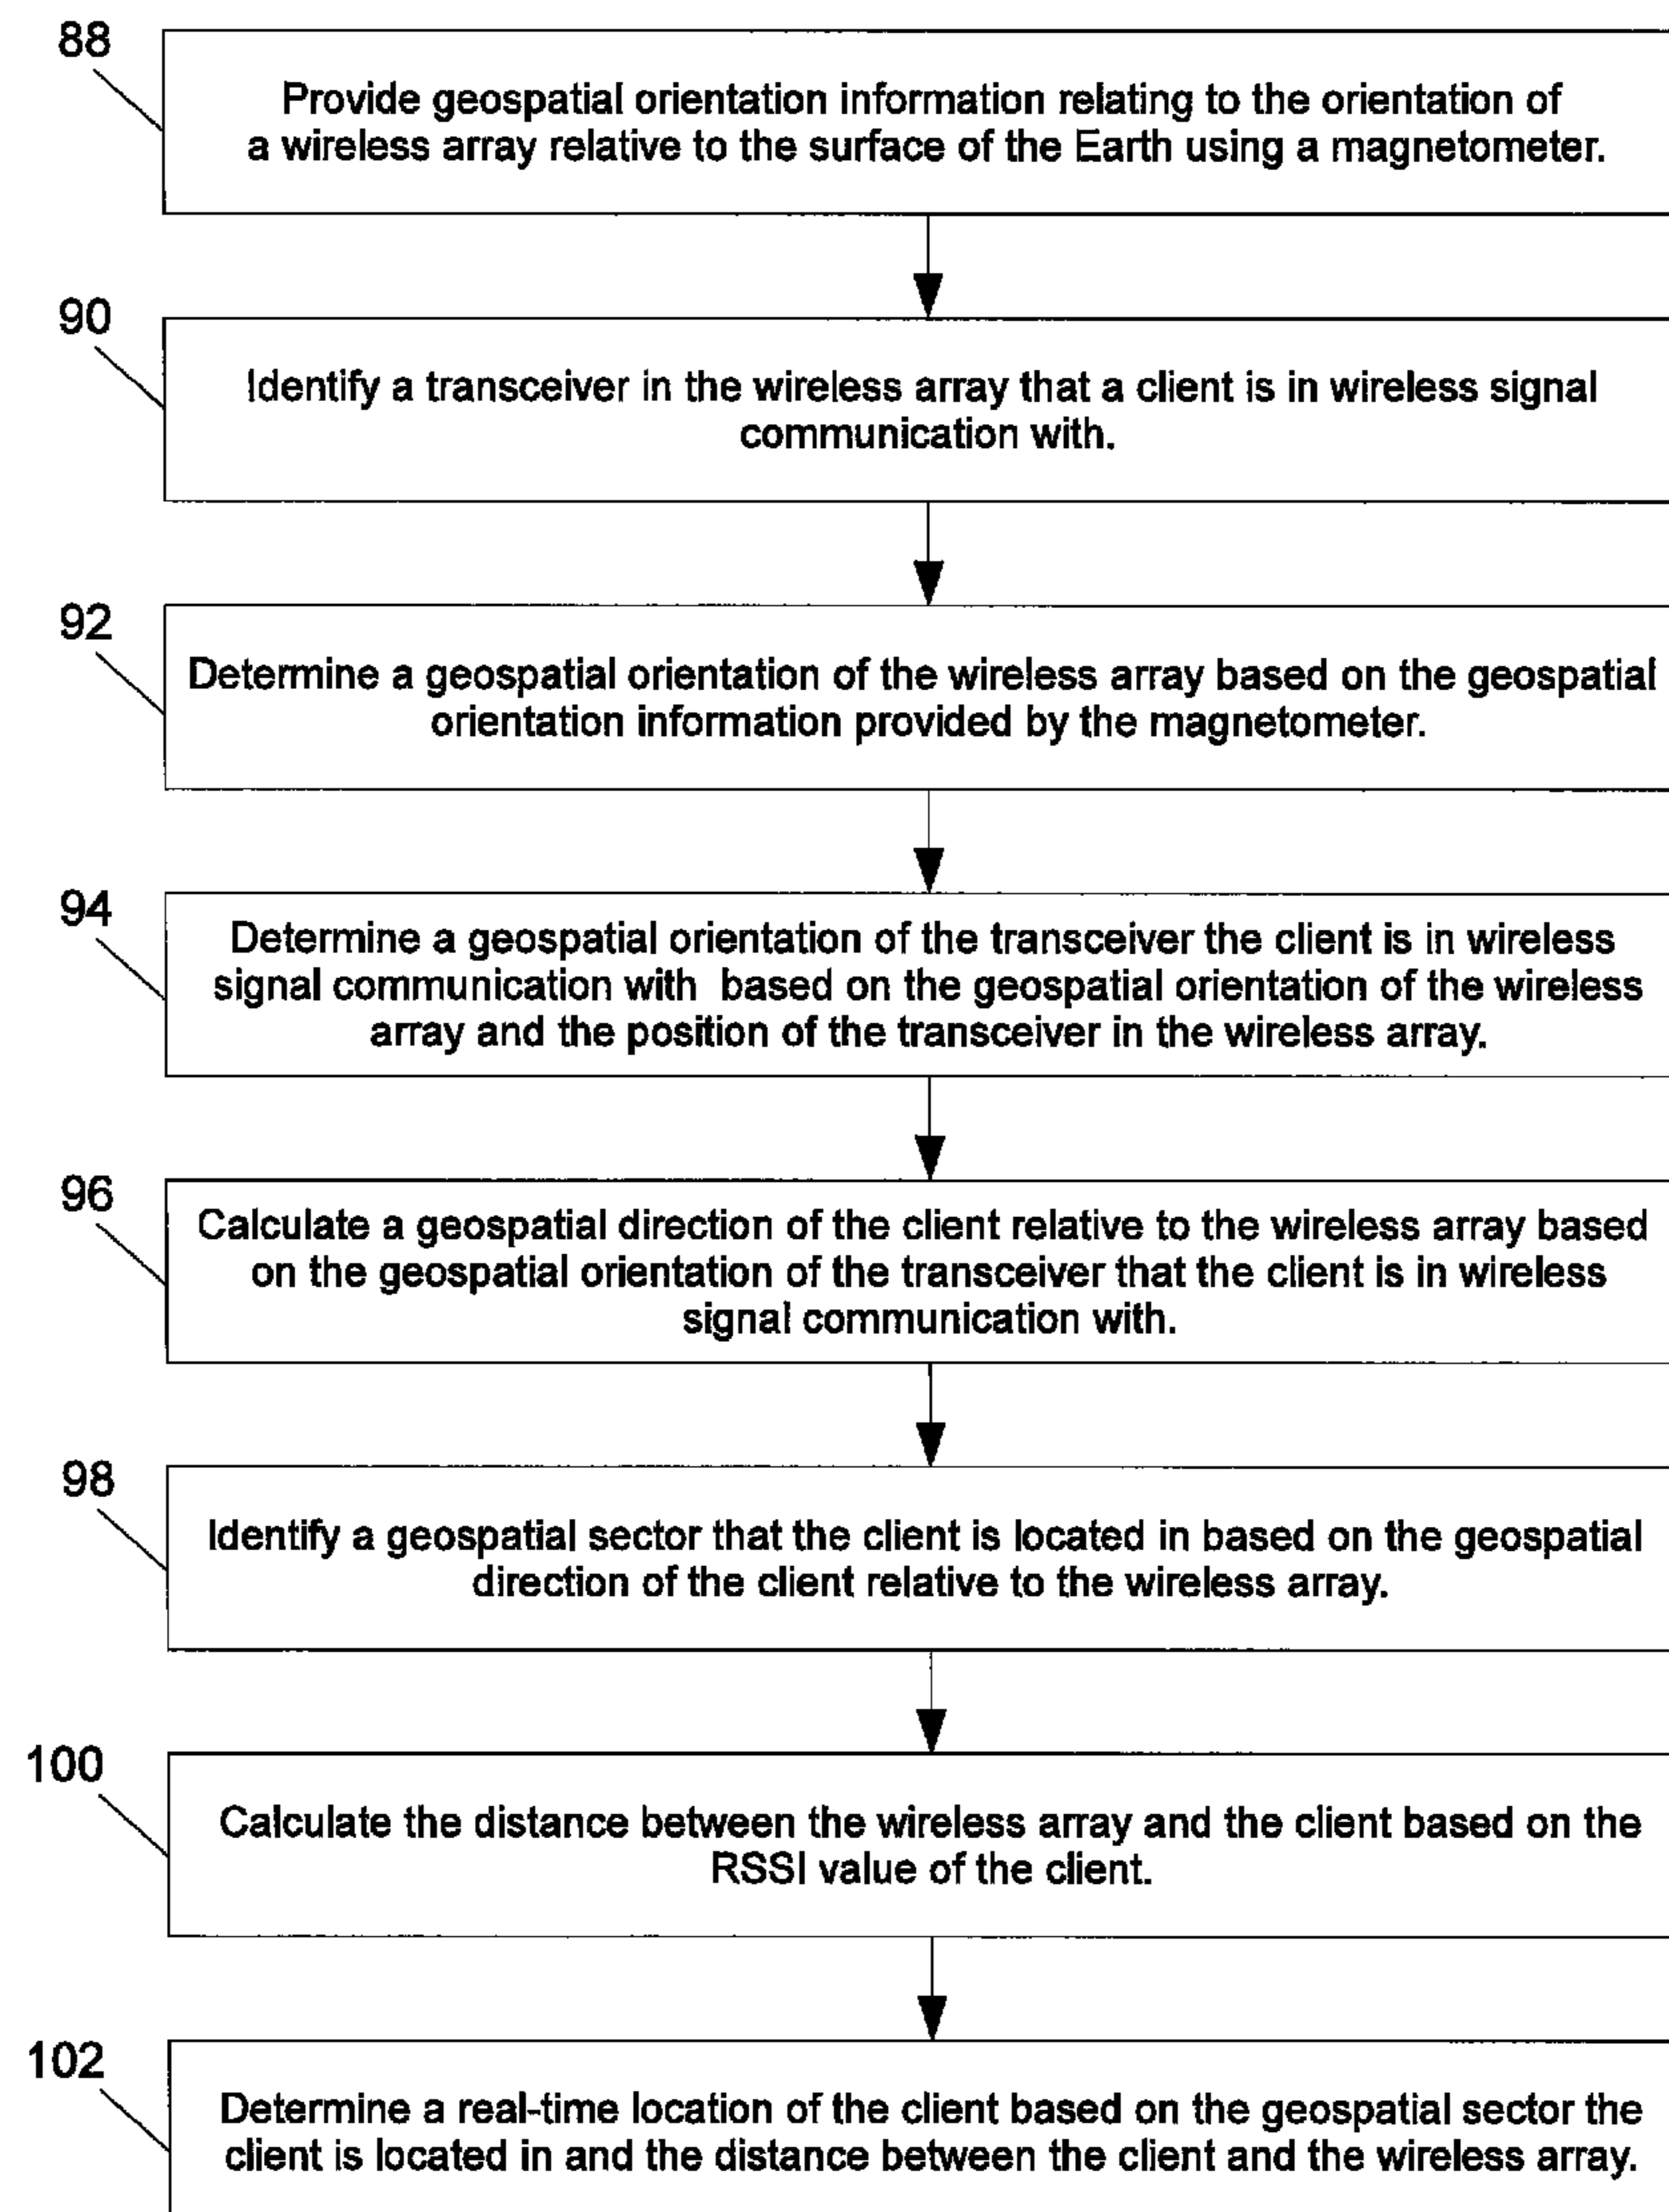 88
Provide geospatial orientation information relating to the orientation of
a wireless array relative to the surface of the Earth using a magnetometer.
90
Identify a transceiver in the wireless array that a client is in wireless signal
communication with.
92
Determine a geospatial orientation of the wireless array based on the geospatial
orientation information provided by the magnetometer.
94
Determine a geospatial orientation of the transceiver the client is in wireless
signal communication with based on the geospatial orientation of the wireless
array and the position of the transceiver in the wireless array.
96
Calculate a geospatial direction of the client relative to the wireless array based
on the geospatial orientation of the transceiver that the client is in wireless
signal communication with.
98
Identify a geospatial sector that the client is located in based on the geospatial
direction of the client relative to the wireless array.
100
Calculate the distance between the wireless array and the client based on the
RSSI value of the client.
102
Determine a real-time location of the client based on the geospatial sector the
client is located in and the distance between the client and the wireless array.